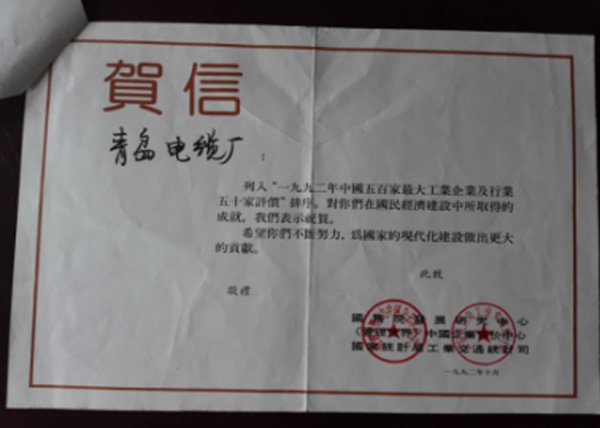 賀信
青岛电缆厂：
列入“一九九二年中國五百家最大工業企業及行業
五十家評價”排序。對你們在國民經濟建設中所取得的
成就，我們表示祝賀。
希望你們不斷努力，爲國家的現代化建設做出更大
的貢獻。
此致
敬禮
國務院發展研究中心
《管理世界》中國企業評价中心
國家統計局工業交通統計司
一九九二年十月